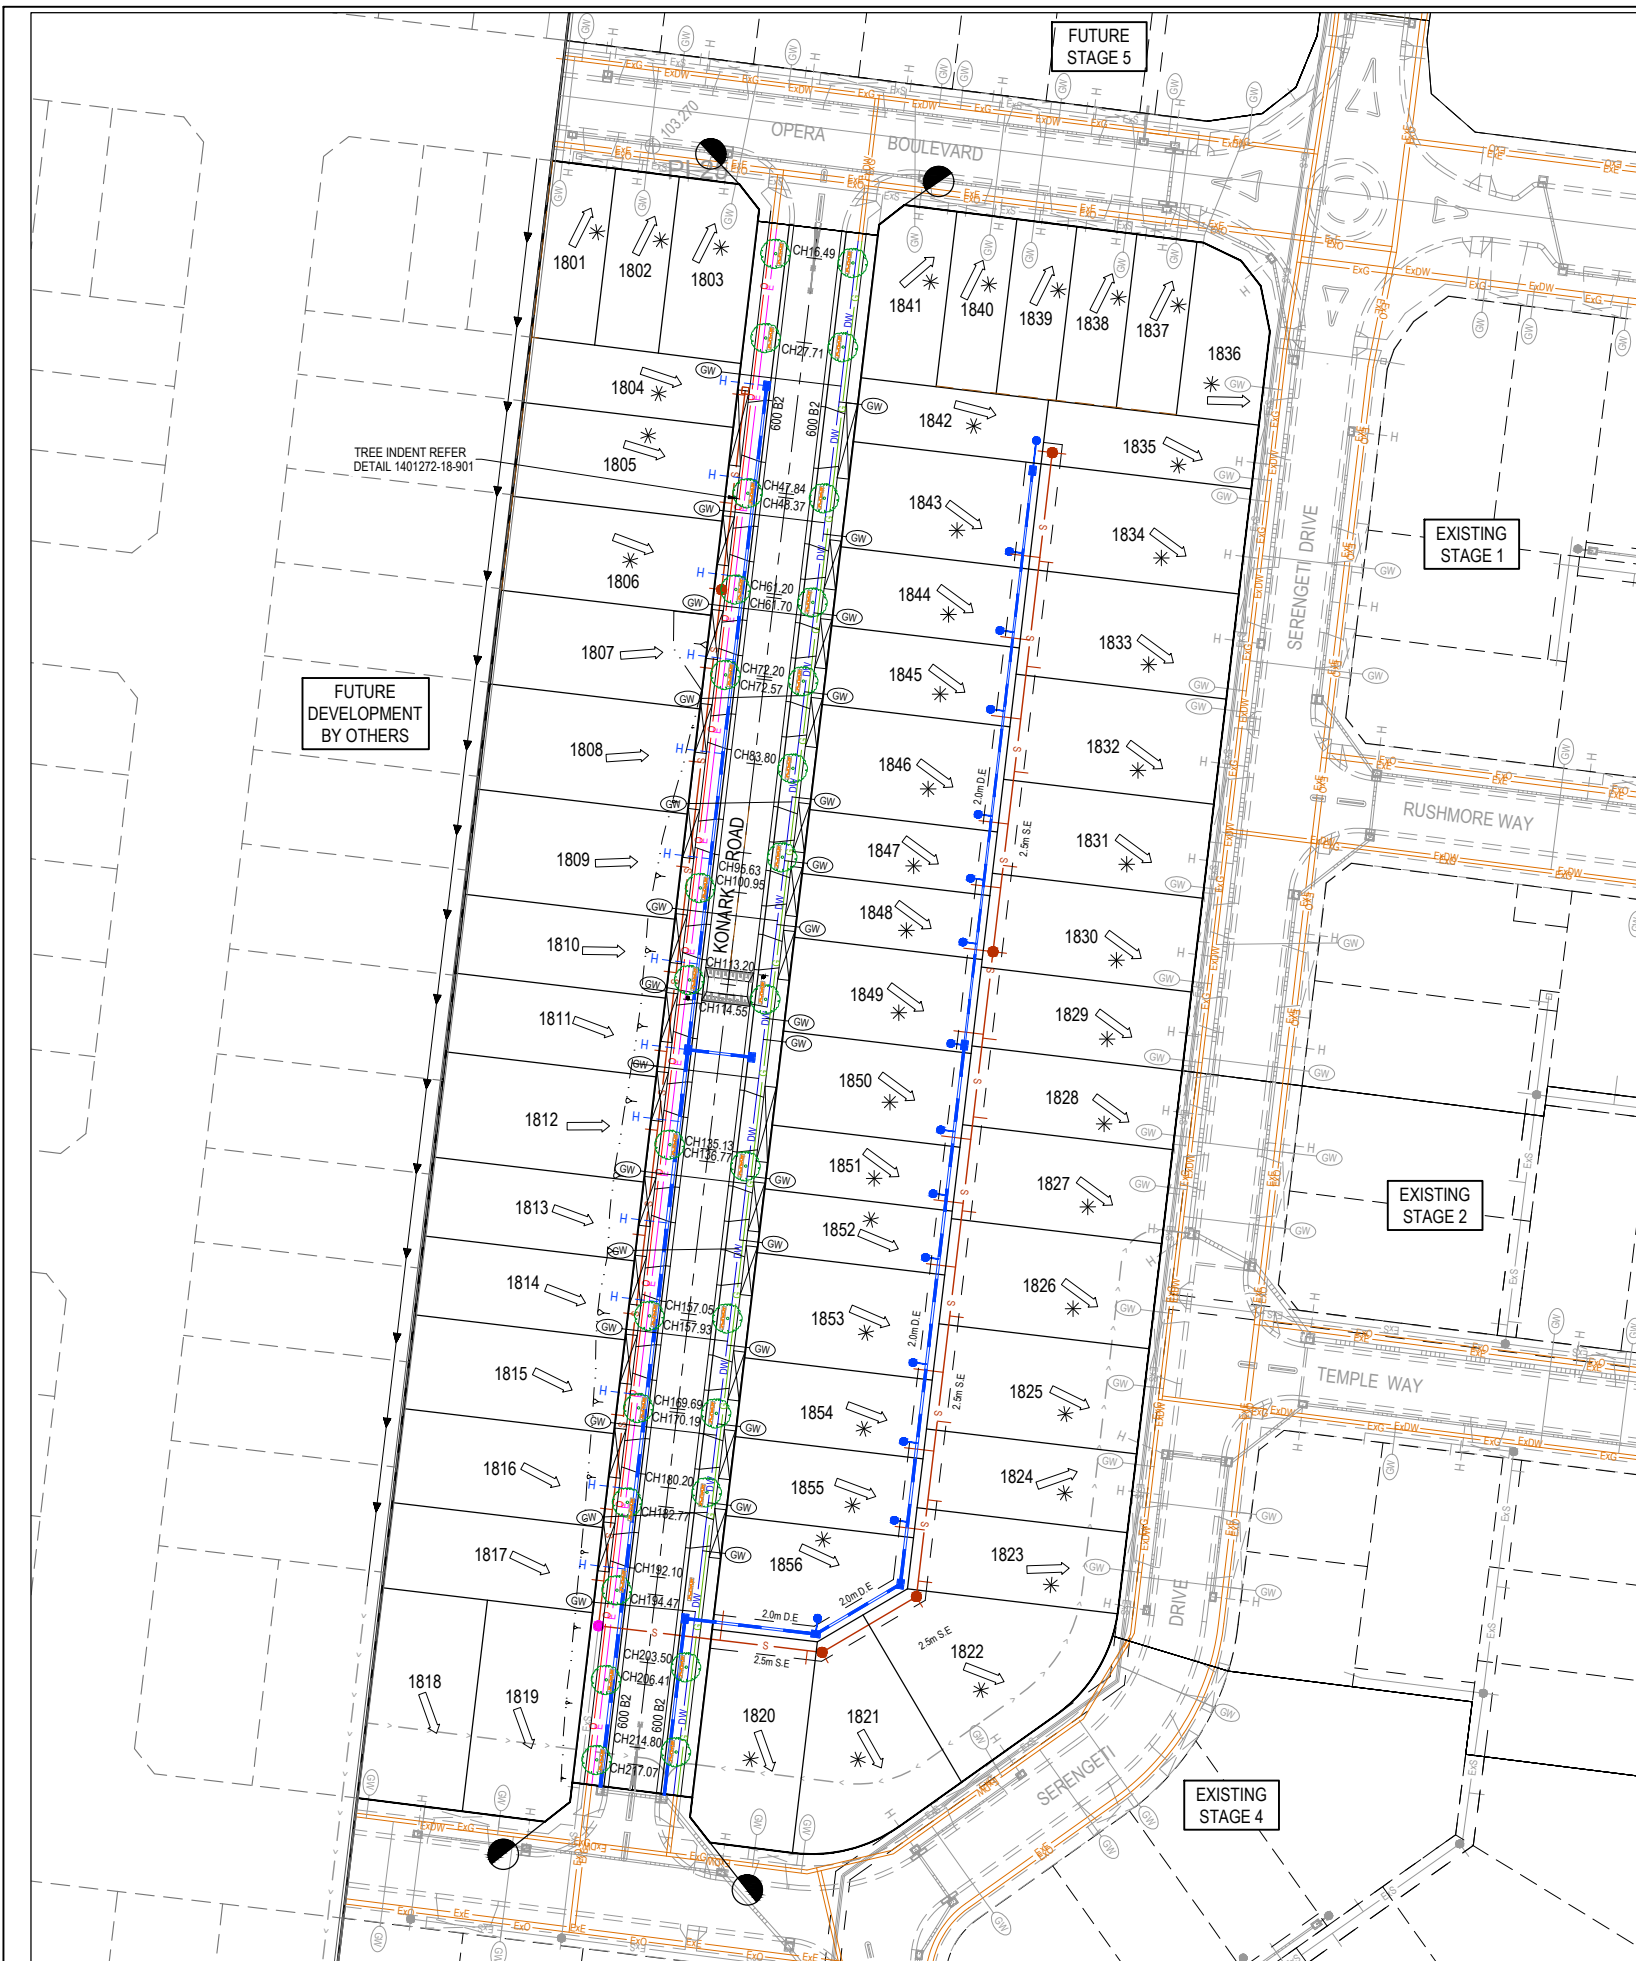 FUTURE
STAGE 5
OPERA BOULEVARD
103.270
1801
1802
1803
1841
1840
1839
1838
1837
1836
CH16.49
CH27.71
1804
1805
600 B2
600 B2
1842
1835
TREE INDENT REFER
DETAIL 1401272-18-901
CH47.84
CH48.37
1843
1834
SERENGETI DRIVE
EXISTING
STAGE 1
1806
CH61.20
CH61.70
1844
1833
1807
CH72.20
CH72.57
1845
FUTURE
DEVELOPMENT
BY OTHERS
1808
CH83.80
1846
1832
2.0m D.E
2.5m S.E
RUSHMORE WAY
1809
KONARK ROAD
CH95.63
CH100.95
1847
1831
1848
1810
CH113.20
CH114.55
1830
1849
1829
1811
1850
1828
1812
CH135.13
CH136.77
1851
1827
EXISTING
STAGE 2
1813
1852
1826
1814
CH157.05
CH157.93
1853
2.0m D.E
2.5m S.E
TEMPLE WAY
1815
CH169.69
CH170.19
1854
1825
1816
CH180.20
CH182.77
1855
1824
1817
CH192.10
CH194.47
1856
1823
2.0m D.E
2.0m D.E
2.5m S.E
2.5m S.E
DRIVE
CH203.50
CH206.41
1822
1818
1819
600 B2
600 B2
1820
1821
CH214.80
CH217.07
SERENGETI
EXISTING
STAGE 4